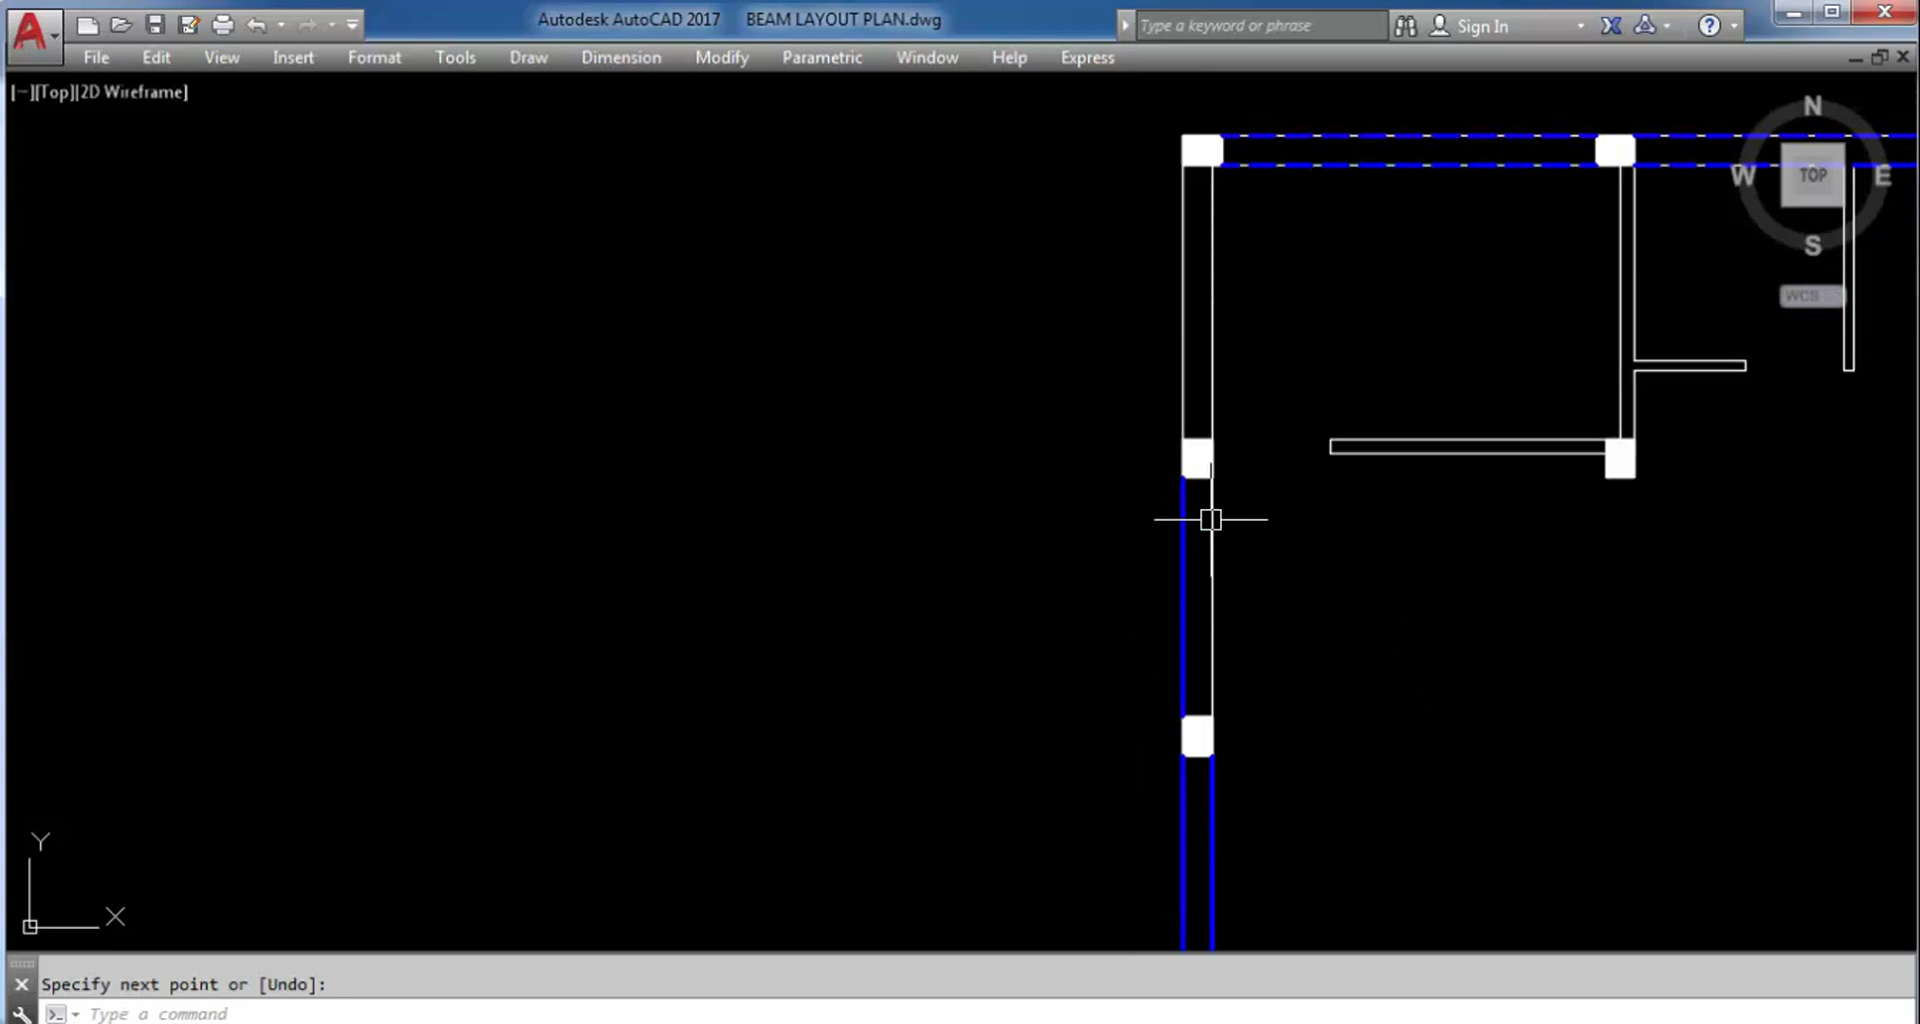 Autodesk AutoCAD 2017 BEAM LAYOUT PLAN.dwg
Type a keyword or phrase
Sign In
File Edit View Insert Format Tools Draw Dimension Modify Parametric Window Help Express
[−][Top][2D Wireframe]
N
W TOP E
S
WCS
Y
X
Specify next point or [Undo]:
Type a command